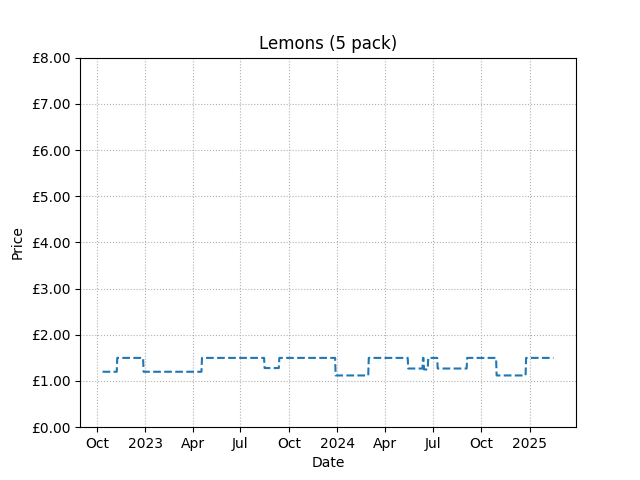 Lemons (5 pack)
£8.00
£7.00
£6.00
£5.00
£4.00
£3.00
£2.00
£1.00
£0.00
Price
Oct 2023 Apr Jul Oct 2024 Apr Jul Oct 2025
Date